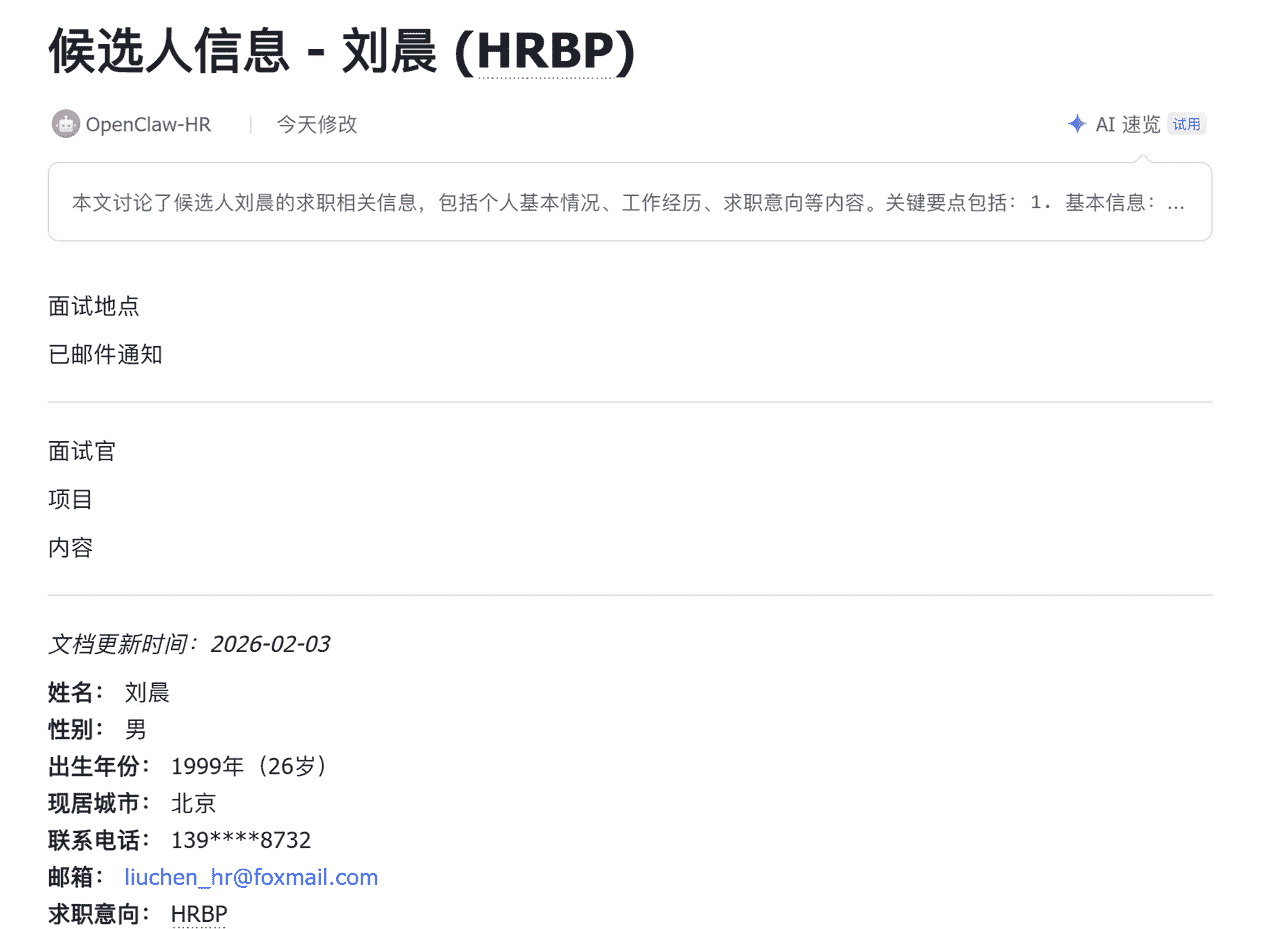 候选人信息 - 刘晨 (HRBP)
OpenClaw-HR | 今天修改
AI 速览 试用
本文讨论了候选人刘晨的求职相关信息，包括个人基本情况、工作经历、求职意向等内容。关键要点包括：1. 基本信息：...
面试地点
已邮件通知
面试官
项目
内容
文档更新时间：2026-02-03
姓名： 刘晨
性别： 男
出生年份： 1999年（26岁）
现居城市： 北京
联系电话： 139****8732
邮箱： liuchen_hr@foxmail.com
求职意向： HRBP